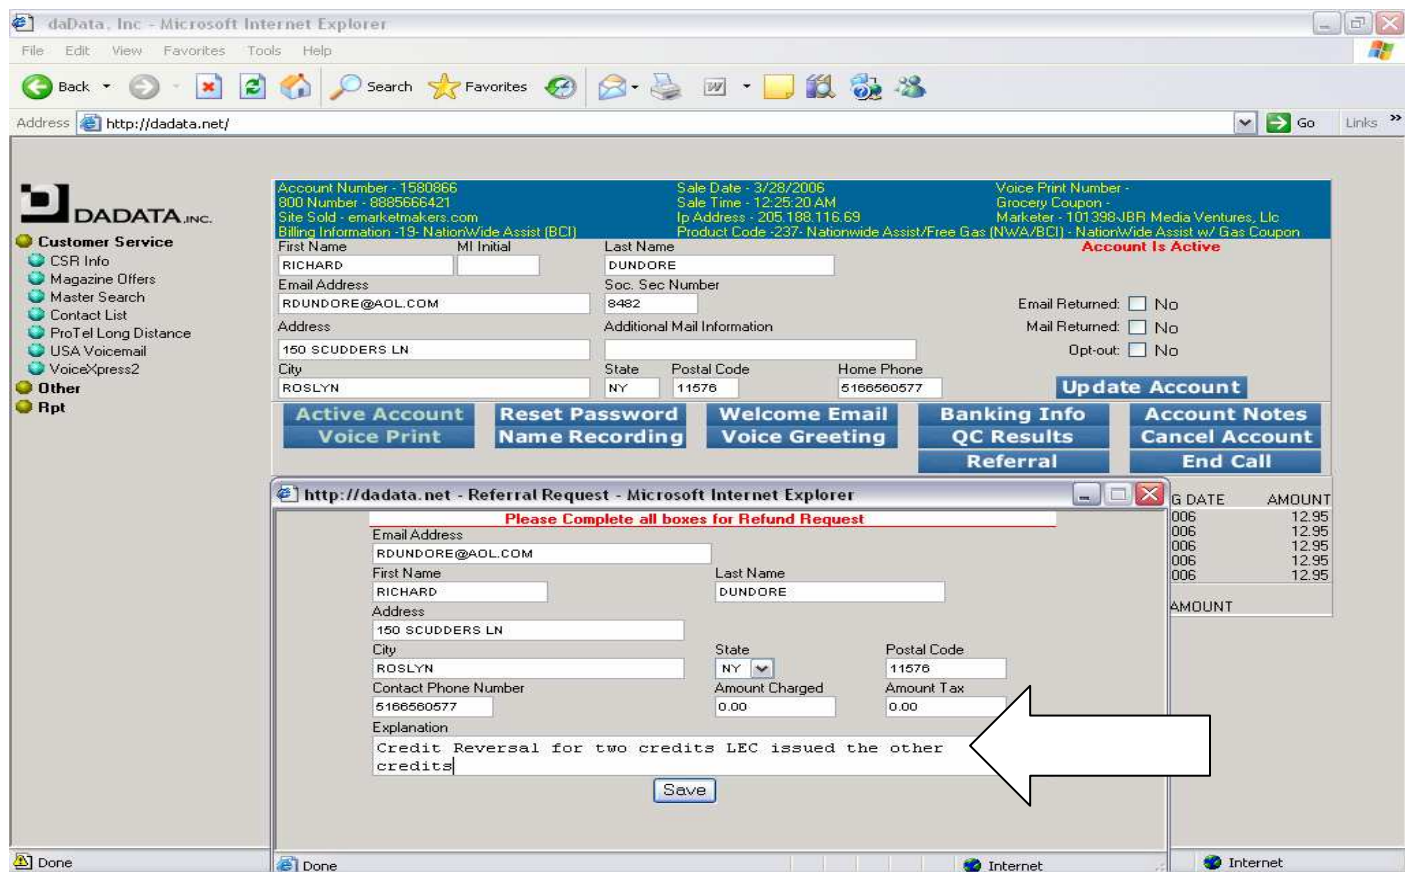 daData, Inc - Microsoft Internet Explorer
File Edit View Favorites Tools Help
Back Search Favorites
Address http://dadata.net/ Go Links »
DADATA, INC.
Customer Service
CSR Info
Magazine Offers
Master Search
Contact List
ProTel Long Distance
USA Voicemail
VoiceXpress2
Other
Rpt
Account Number - 1580866 Sale Date - 3/28/2006 Voice Print Number -
800 Number - 8885666421 Sale Time - 12:25:20 AM Grocery Coupon -
Site Sold - emarketmakers.com Ip Address - 205.188.116.69 Marketer - 101398-JBR Media Ventures, Llc
Billing Information -19- NationWide Assist (BCI) Product Code -237- Nationwide Assist/Free Gas (NWA/BCI) - NationWide Assist w/ Gas Coupon
First Name MI Initial Last Name Account Is Active
RICHARD DUNDORE
Email Address Soc. Sec Number
RDUNDORE@AOL.COM 8482 Email Returned: No
Address Additional Mail Information Mail Returned: No
150 SCUDDERS LN Opt-out: No
City State Postal Code Home Phone
ROSLYN NY 11576 5166560577 Update Account
Active Account Reset Password Welcome Email Banking Info Account Notes
Voice Print Name Recording Voice Greeting QC Results Cancel Account
Referral End Call
http://dadata.net - Referral Request - Microsoft Internet Explorer
G DATE AMOUNT
006 12.95
006 12.95
006 12.95
006 12.95
006 12.95
AMOUNT
Please Complete all boxes for Refund Request
Email Address
RDUNDORE@AOL.COM
First Name Last Name
RICHARD DUNDORE
Address
150 SCUDDERS LN
City State Postal Code
ROSLYN NY 11576
Contact Phone Number Amount Charged Amount Tax
5166560577 0.00 0.00
Explanation
Credit Reversal for two credits LEC issued the other
credits
Save
Done Internet
Done Internet